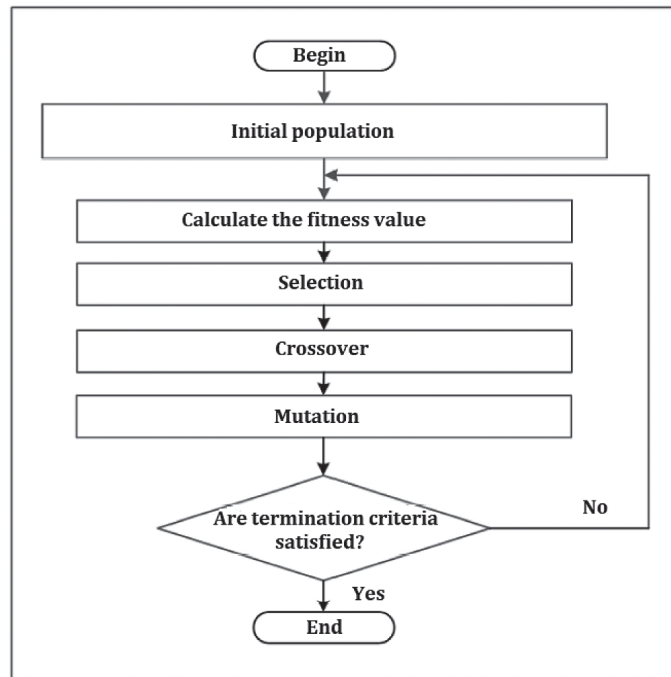 Begin
Initial population
Calculate the fitness value
Selection
Crossover
Mutation
Are termination criteria
satisfied?
No
Yes
End